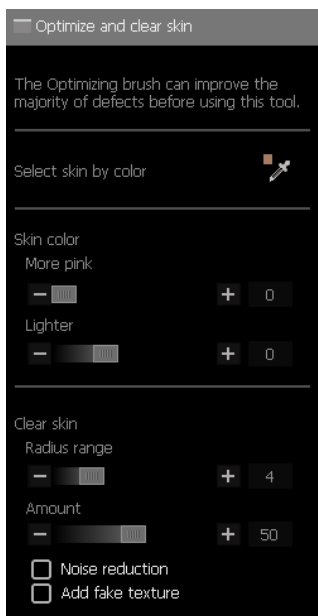 Optimize and clear skin
The Optimizing brush can improve the
majority of defects before using this tool.
Select skin by color
Skin color
More pink
− + 0
Lighter
− + 0
Clear skin
Radius range
− + 4
Amount
− + 50
Noise reduction
Add fake texture